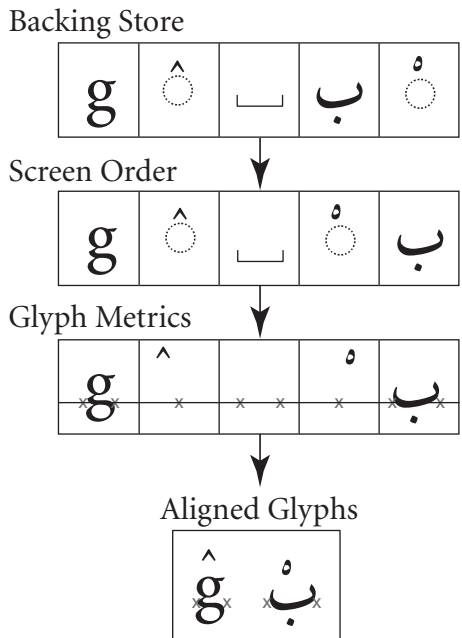 Backing Store
g ◌̂ ⎵ ب ◌ْ
Screen Order
g ◌̂ ⎵ ◌ْ ب
Glyph Metrics
g ^ ْ ب
x x x x x x x x
Aligned Glyphs
ĝ بْ
x x x x